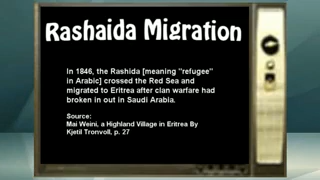 Rashaida Migration
In 1846, the Rashida [meaning "refugee"
in Arabic] crossed the Red Sea and
migrated to Eritrea after clan warfare had
broken in out in Saudi Arabia.
Source:
Mai Weini, a Highland Village in Eritrea By
Kjetil Tronvoll, p. 27